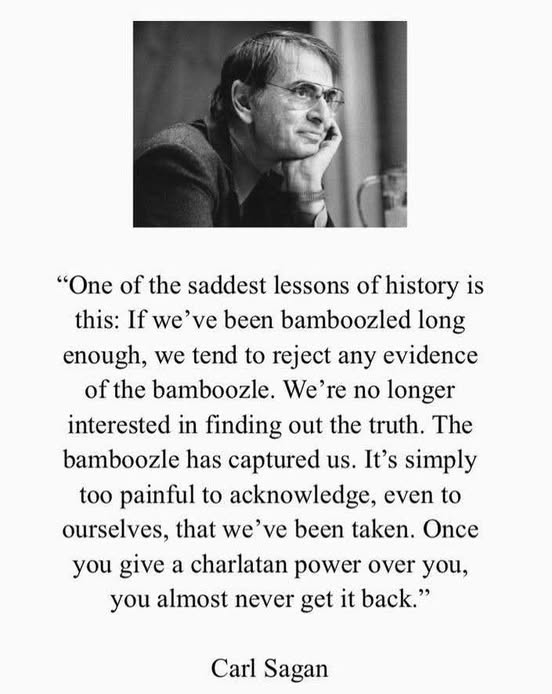 “One of the saddest lessons of history is
this: If we’ve been bamboozled long
enough, we tend to reject any evidence
of the bamboozle. We’re no longer
interested in finding out the truth. The
bamboozle has captured us. It’s simply
too painful to acknowledge, even to
ourselves, that we’ve been taken. Once
you give a charlatan power over you,
you almost never get it back.”
Carl Sagan